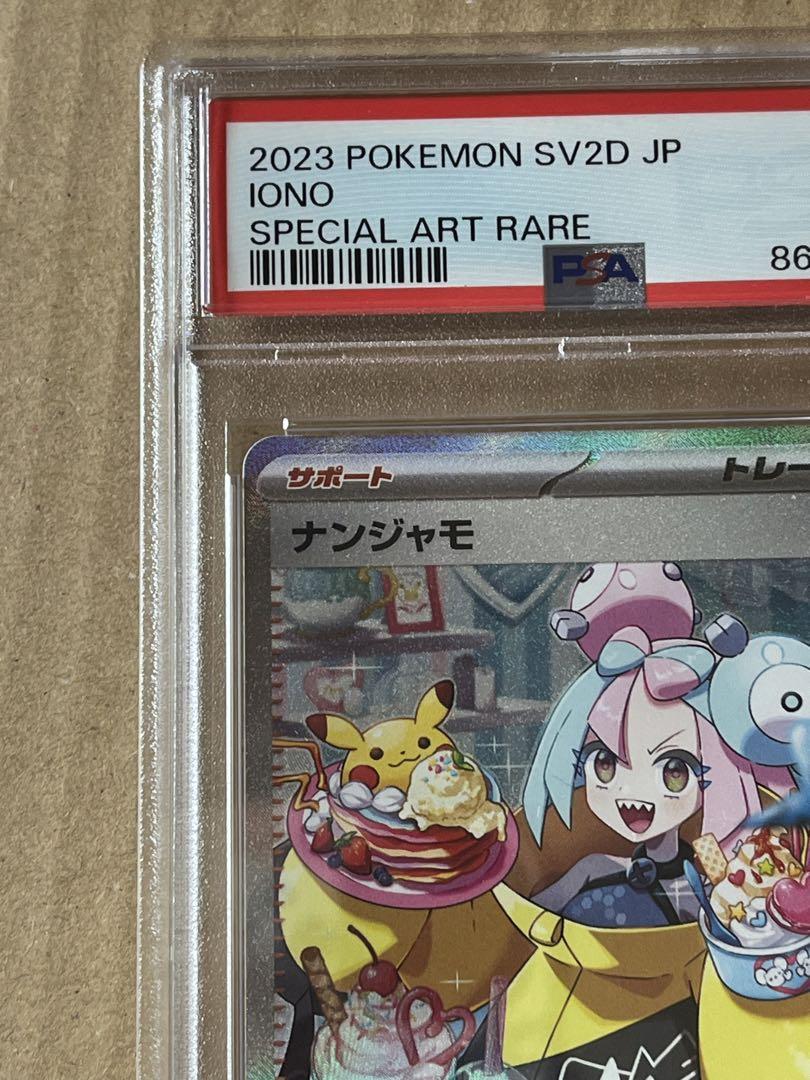 2023 POKEMON SV2D JP
IONO
SPECIAL ART RARE
PSA
86
サポート
トレー
ナンジャモ